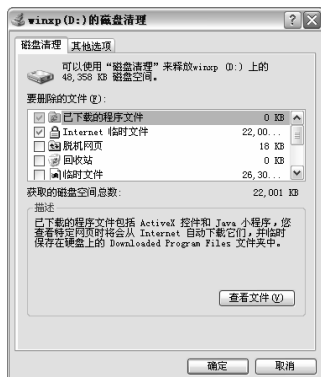 winxp (D:)的磁盘清理
磁盘清理 其他选项
可以使用“磁盘清理”来释放winxp (D:) 上的
48,358 KB 磁盘空间。
要删除的文件(F):
已下载的程序文件 0 KB
Internet 临时文件 22,00...
脱机网页 18 KB
回收站 0 KB
临时文件 26,30...
获取的磁盘空间总数: 22,001 KB
描述
已下载的程序文件包括 ActiveX 控件和 Java 小程序,您
查看特定网页时将会从 Internet 自动下载它们,并临时
保存在硬盘上的 Downloaded Program Files 文件夹中。
查看文件(V)
确定 取消